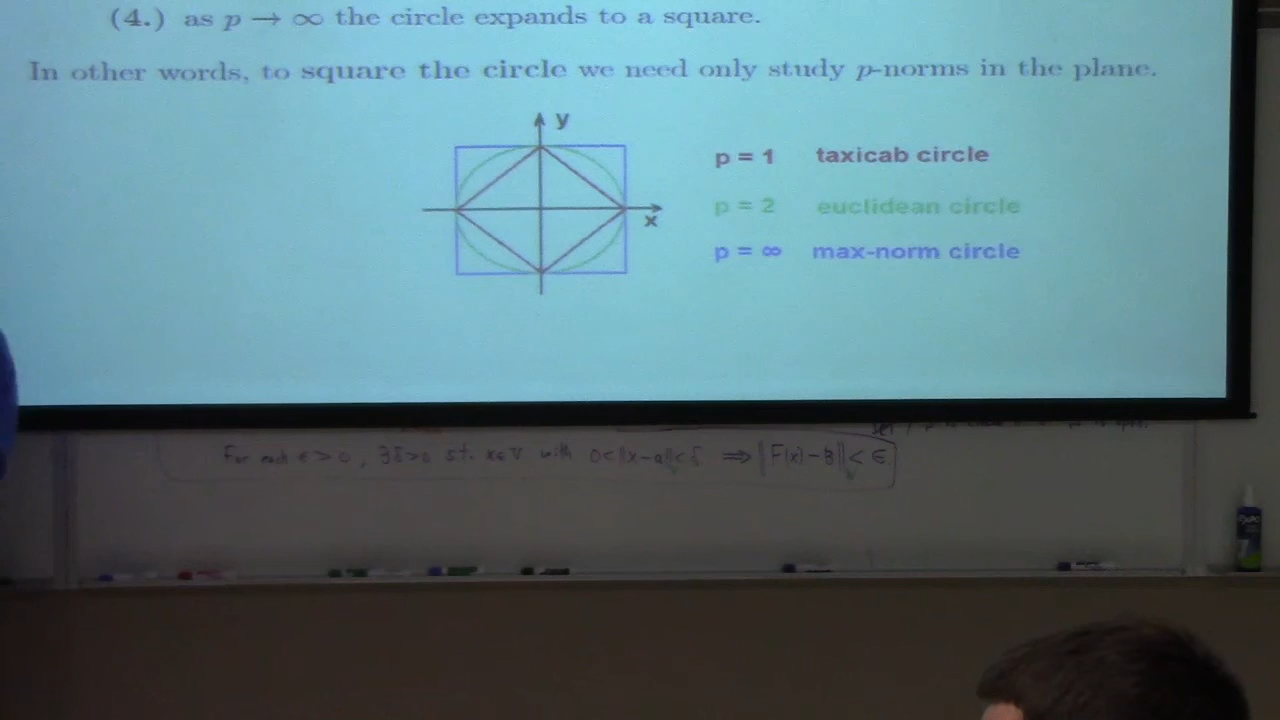 (4.) as p → ∞ the circle expands to a square.
In other words, to square the circle we need only study p-norms in the plane.
y
x
p = 1 taxicab circle
p = 2 euclidean circle
p = ∞ max-norm circle
For each ε > 0, ∃ δ > 0 s.t. x ∈ V with 0 < ||x - a|| < δ ⟹ ||F(x) - B|| < ε
EXPO